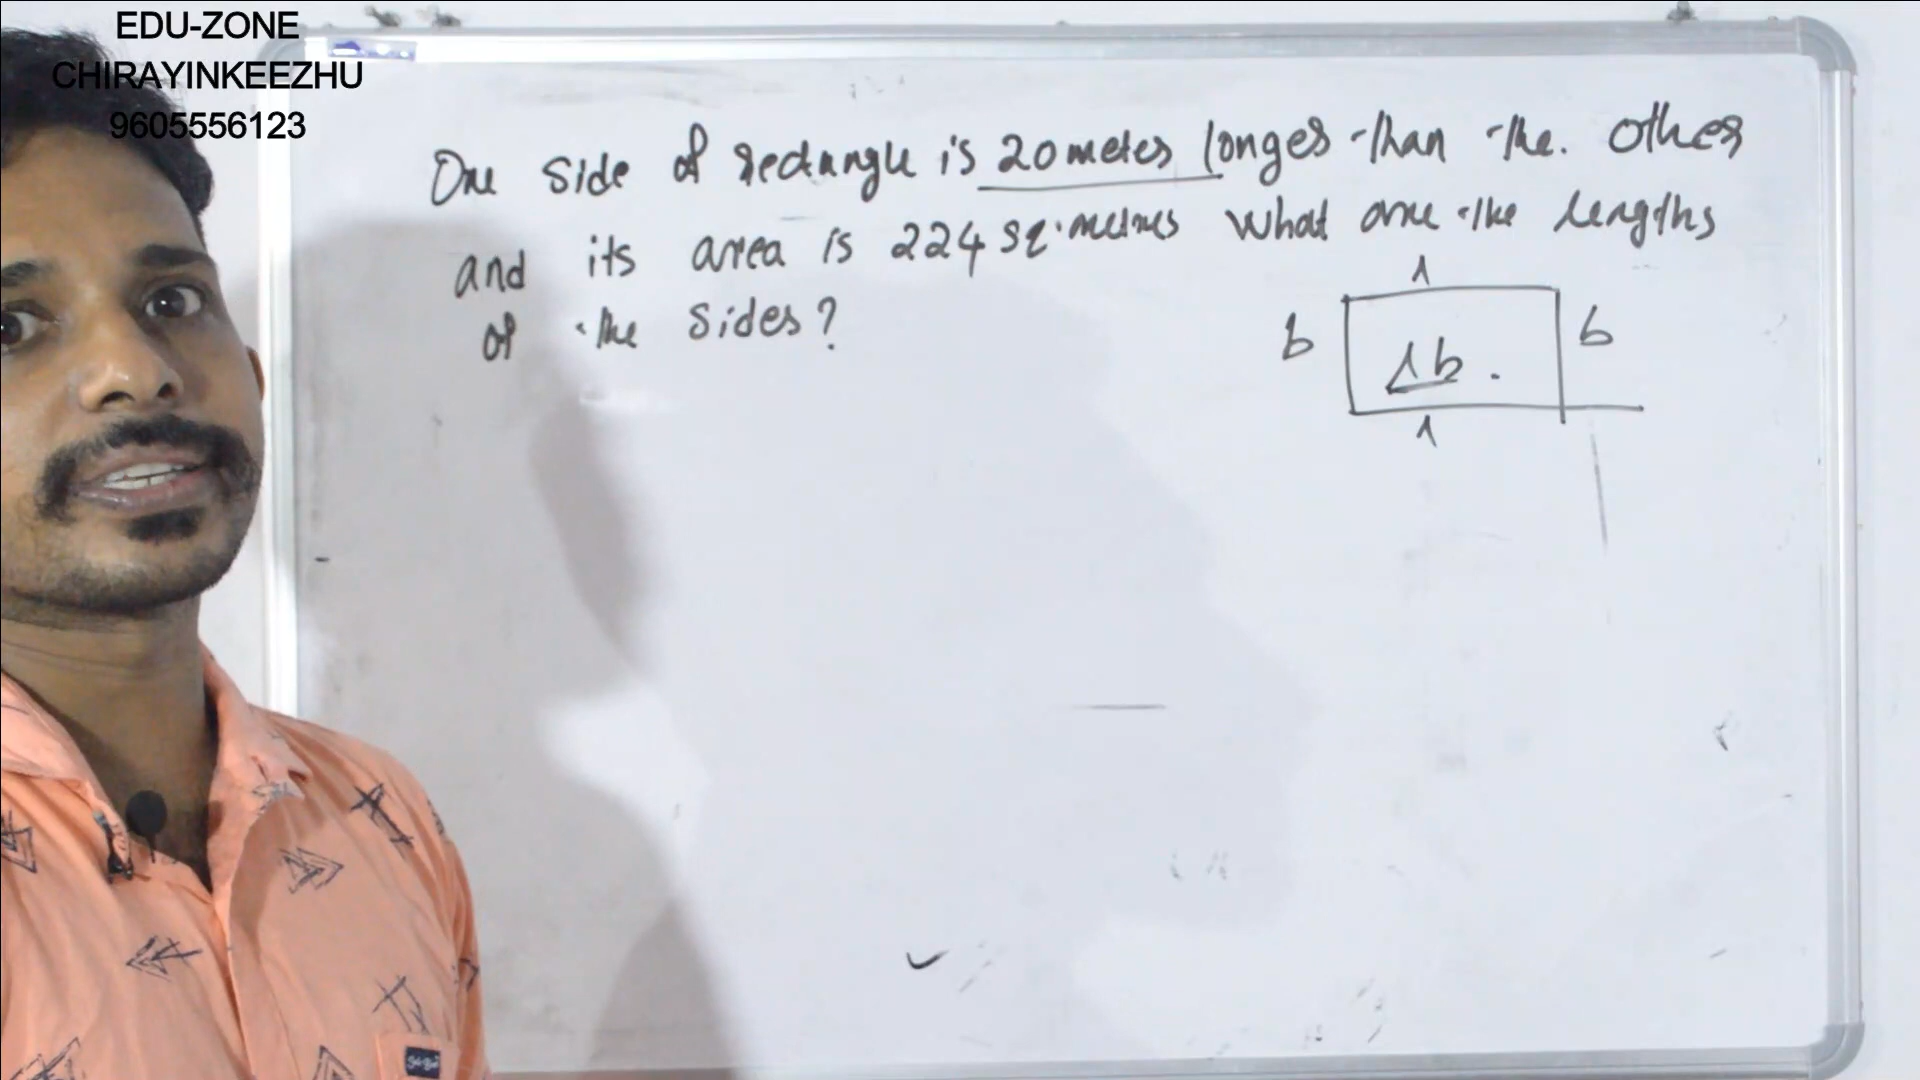 EDU-ZONE
CHIRAYINKEEZHU
9605556123
One side of rectangle is 20 meter longer than the. other
and its area is 224 sq.metres What are the lengths
of the sides?
l
b
b
lb.
l